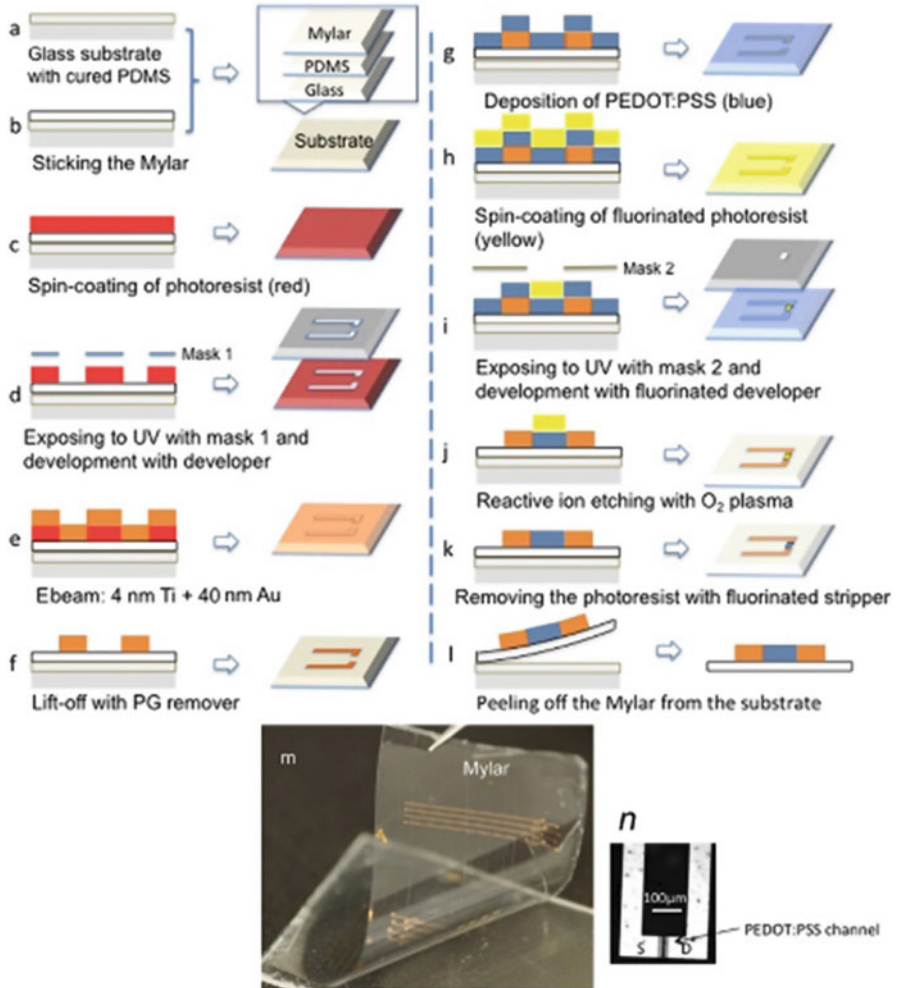 a
Glass substrate
with cured PDMS
b
Sticking the Mylar
Mylar
PDMS
Glass
Substrate
c
Spin-coating of photoresist (red)
Mask 1
d
Exposing to UV with mask 1 and
development with developer
e
Ebeam: 4 nm Ti + 40 nm Au
f
Lift-off with PG remover
g
Deposition of PEDOT:PSS (blue)
h
Spin-coating of fluorinated photoresist
(yellow)
Mask 2
i
Exposing to UV with mask 2 and
development with fluorinated developer
j
Reactive ion etching with O₂ plasma
k
Removing the photoresist with fluorinated stripper
l
Peeling off the Mylar from the substrate
m
Mylar
n
100µm
PEDOT:PSS channel
S D